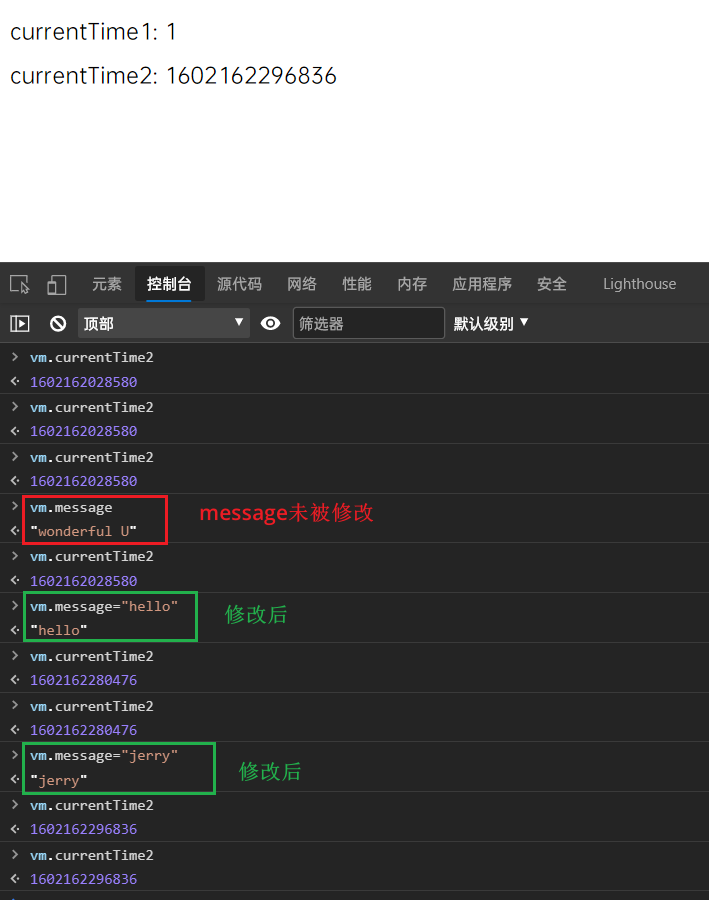 currentTime1: 1
currentTime2: 1602162296836
元素 控制台 源代码 网络 性能 内存 应用程序 安全 Lighthouse
顶部 ▼ 筛选器 默认级别 ▼
> vm.currentTime2
1602162028580
> vm.currentTime2
1602162028580
> vm.currentTime2
1602162028580
> vm.message
"wonderful U"
message未被修改
> vm.currentTime2
1602162028580
> vm.message="hello"
"hello"
修改后
> vm.currentTime2
1602162280476
> vm.currentTime2
1602162280476
> vm.message="jerry"
"jerry"
修改后
> vm.currentTime2
1602162296836
> vm.currentTime2
1602162296836